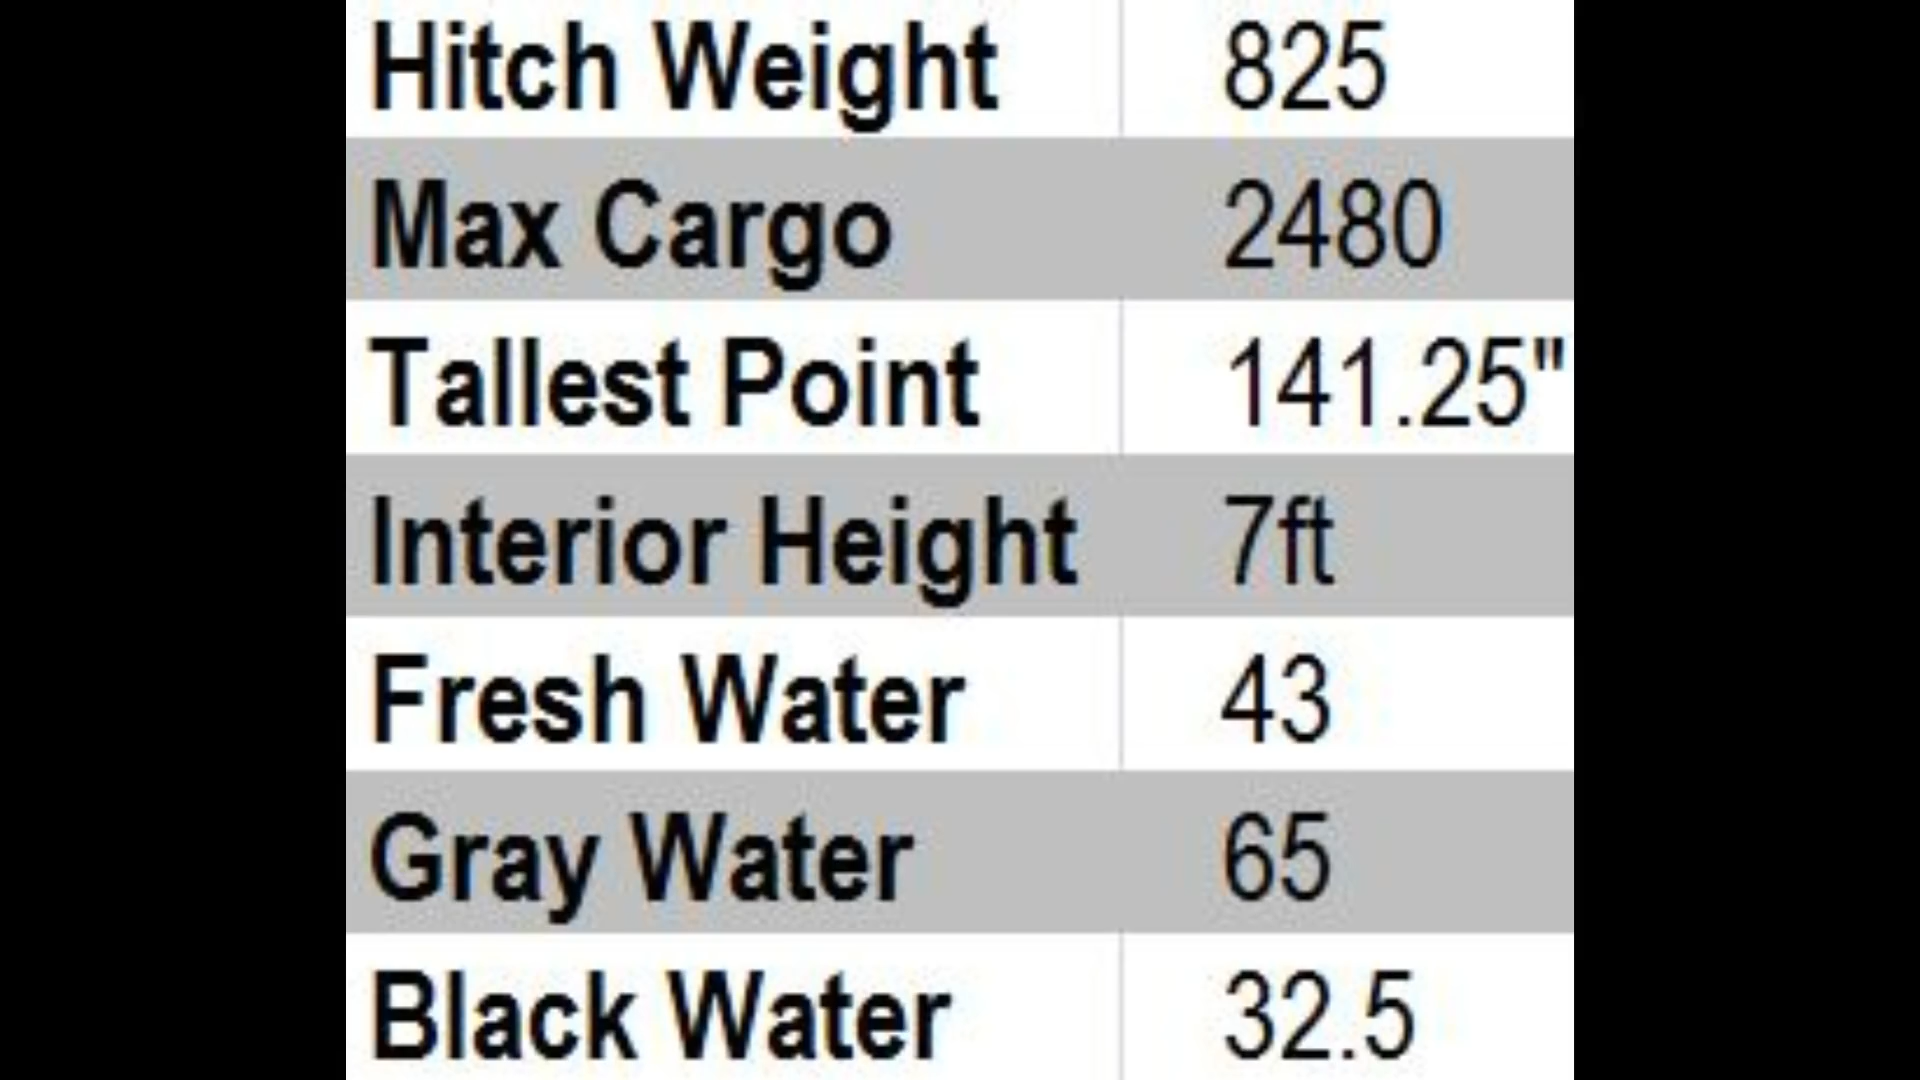 Hitch Weight 825
Max Cargo 2480
Tallest Point 141.25"
Interior Height 7ft
Fresh Water 43
Gray Water 65
Black Water 32.5